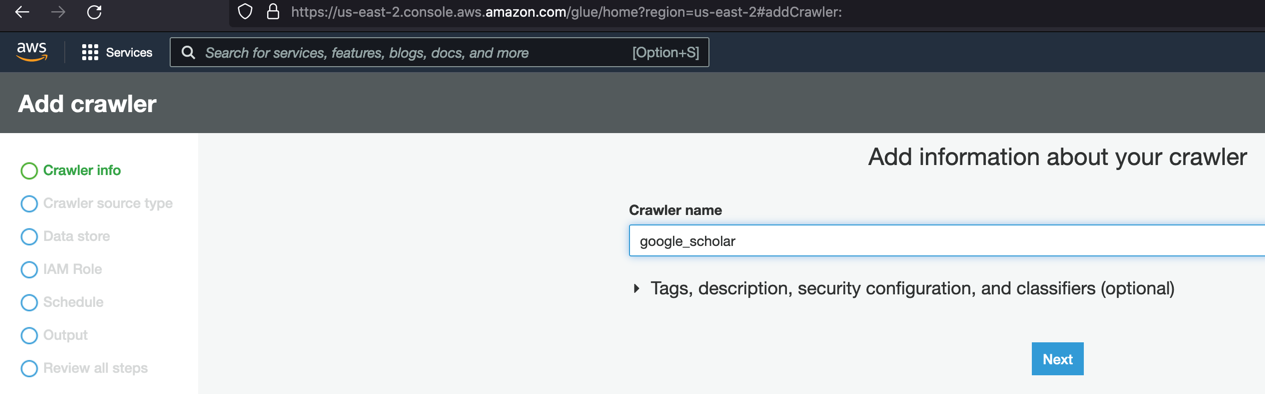 https://us-east-2.console.aws.amazon.com/glue/home?region=us-east-2#addCrawler:
aws Services Search for services, features, blogs, docs, and more [Option+S]
Add crawler
Crawler info
Crawler source type
Data store
IAM Role
Schedule
Output
Review all steps
Add information about your crawler
Crawler name
google_scholar
Tags, description, security configuration, and classifiers (optional)
Next